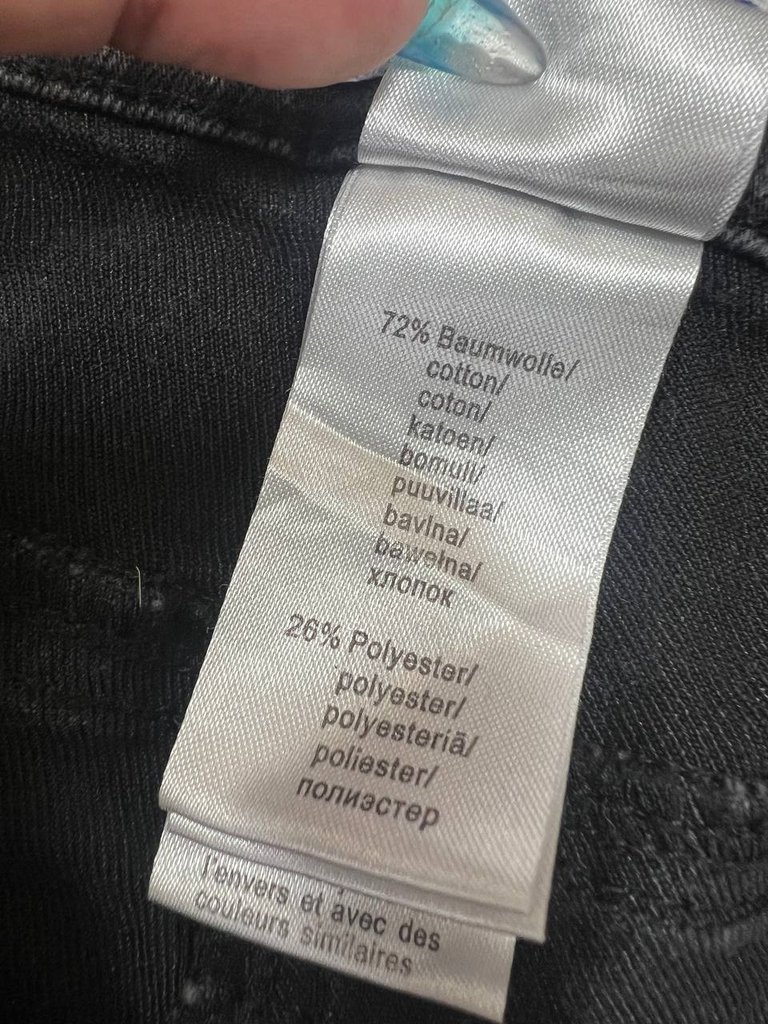 72% Baumwolle/
cotton/
coton/
katoen/
bomull/
puuvillaa/
bavlna/
bawełna/
хлопок
26% Polyester/
polyester/
polyesteriä/
poliester/
полиэстер
l'envers et avec des
couleurs similaires